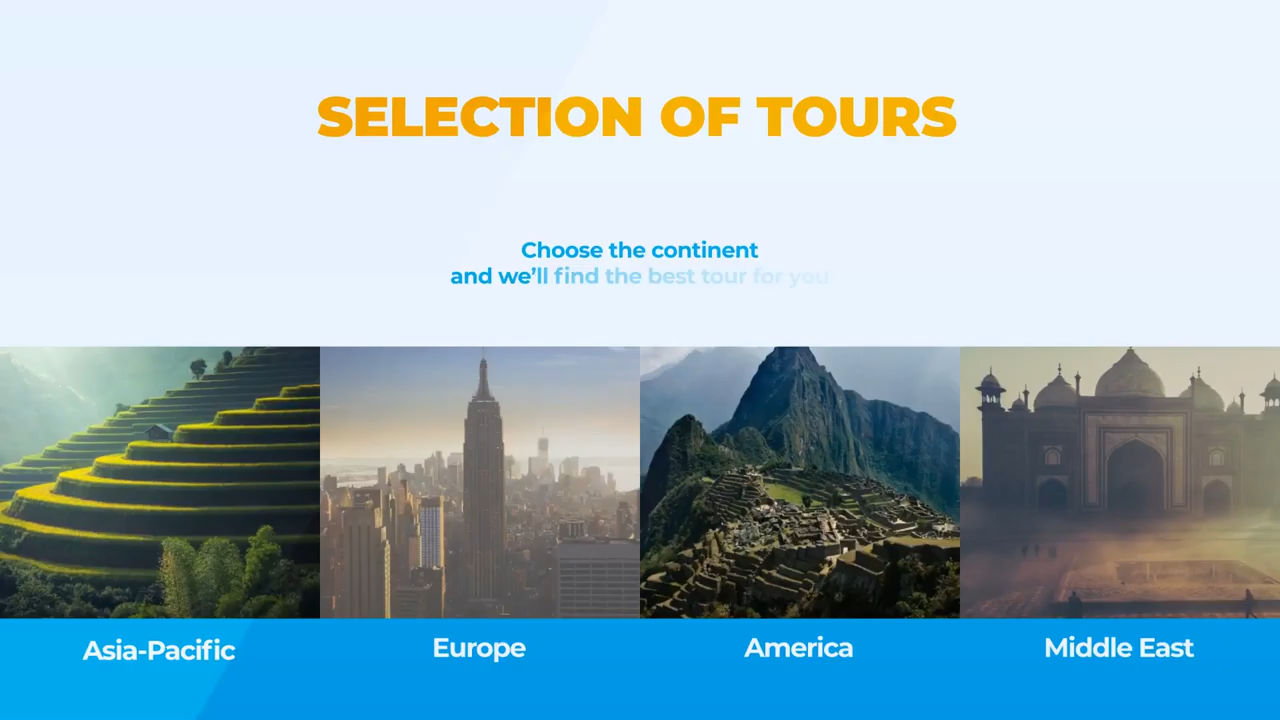 SELECTION OF TOURS
Choose the continent
and we'll find the best tour for you
Asia-Pacific
Europe
America
Middle East